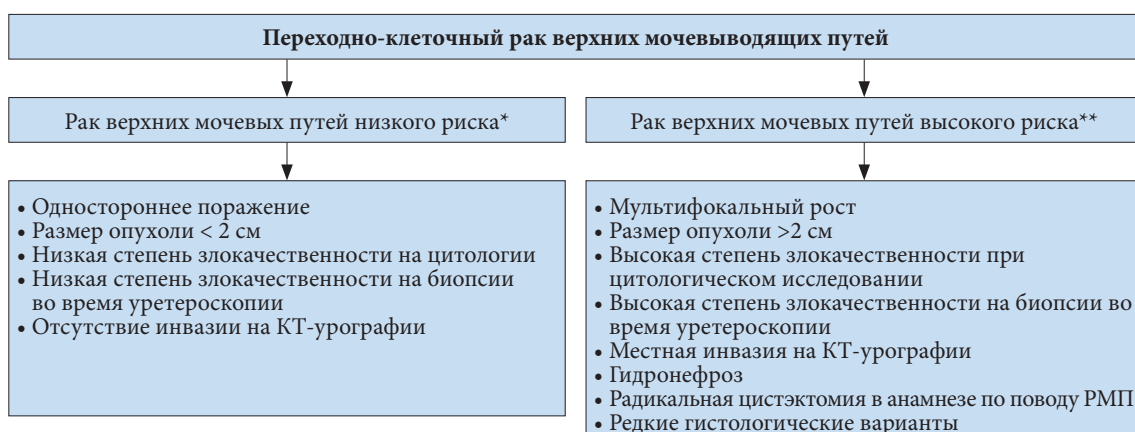 Переходно-клеточный рак верхних мочевыводящих путей
Рак верхних мочевых путей низкого риска*
• Одностороннее поражение
• Размер опухоли < 2 см
• Низкая степень злокачественности на цитологии
• Низкая степень злокачественности на биопсии
во время уретероскопии
• Отсутствие инвазии на КТ-урографии
Рак верхних мочевых путей высокого риска**
• Мультифокальный рост
• Размер опухоли >2 см
• Высокая степень злокачественности при
цитологическом исследовании
• Высокая степень злокачественности на биопсии во
время уретероскопии
• Местная инвазия на КТ-урографии
• Гидронефроз
• Радикальная цистэктомия в анамнезе по поводу РМП
• Редкие гистологические варианты